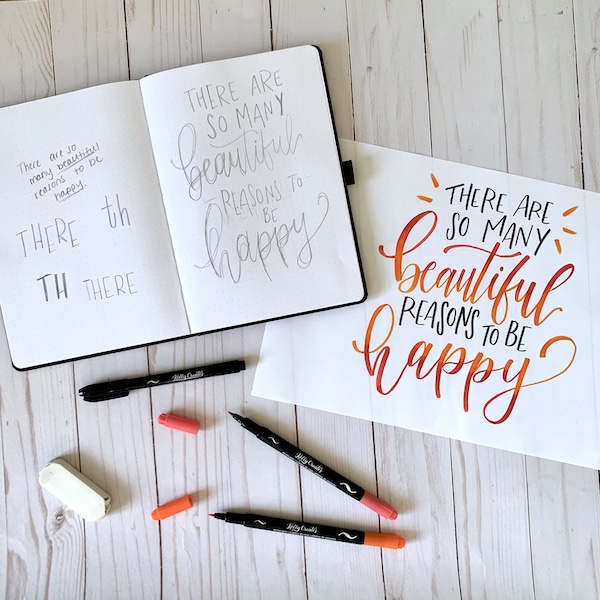 There are so
many beautiful
reasons to be
happy.
THERE
th
TH
THERE
THERE ARE
SO MANY
beautiful
REASONS TO
BE
happy
THERE ARE
SO MANY
beautiful
REASONS TO BE
happy
Kelly Creates
Kelly Creates
Kelly Creates